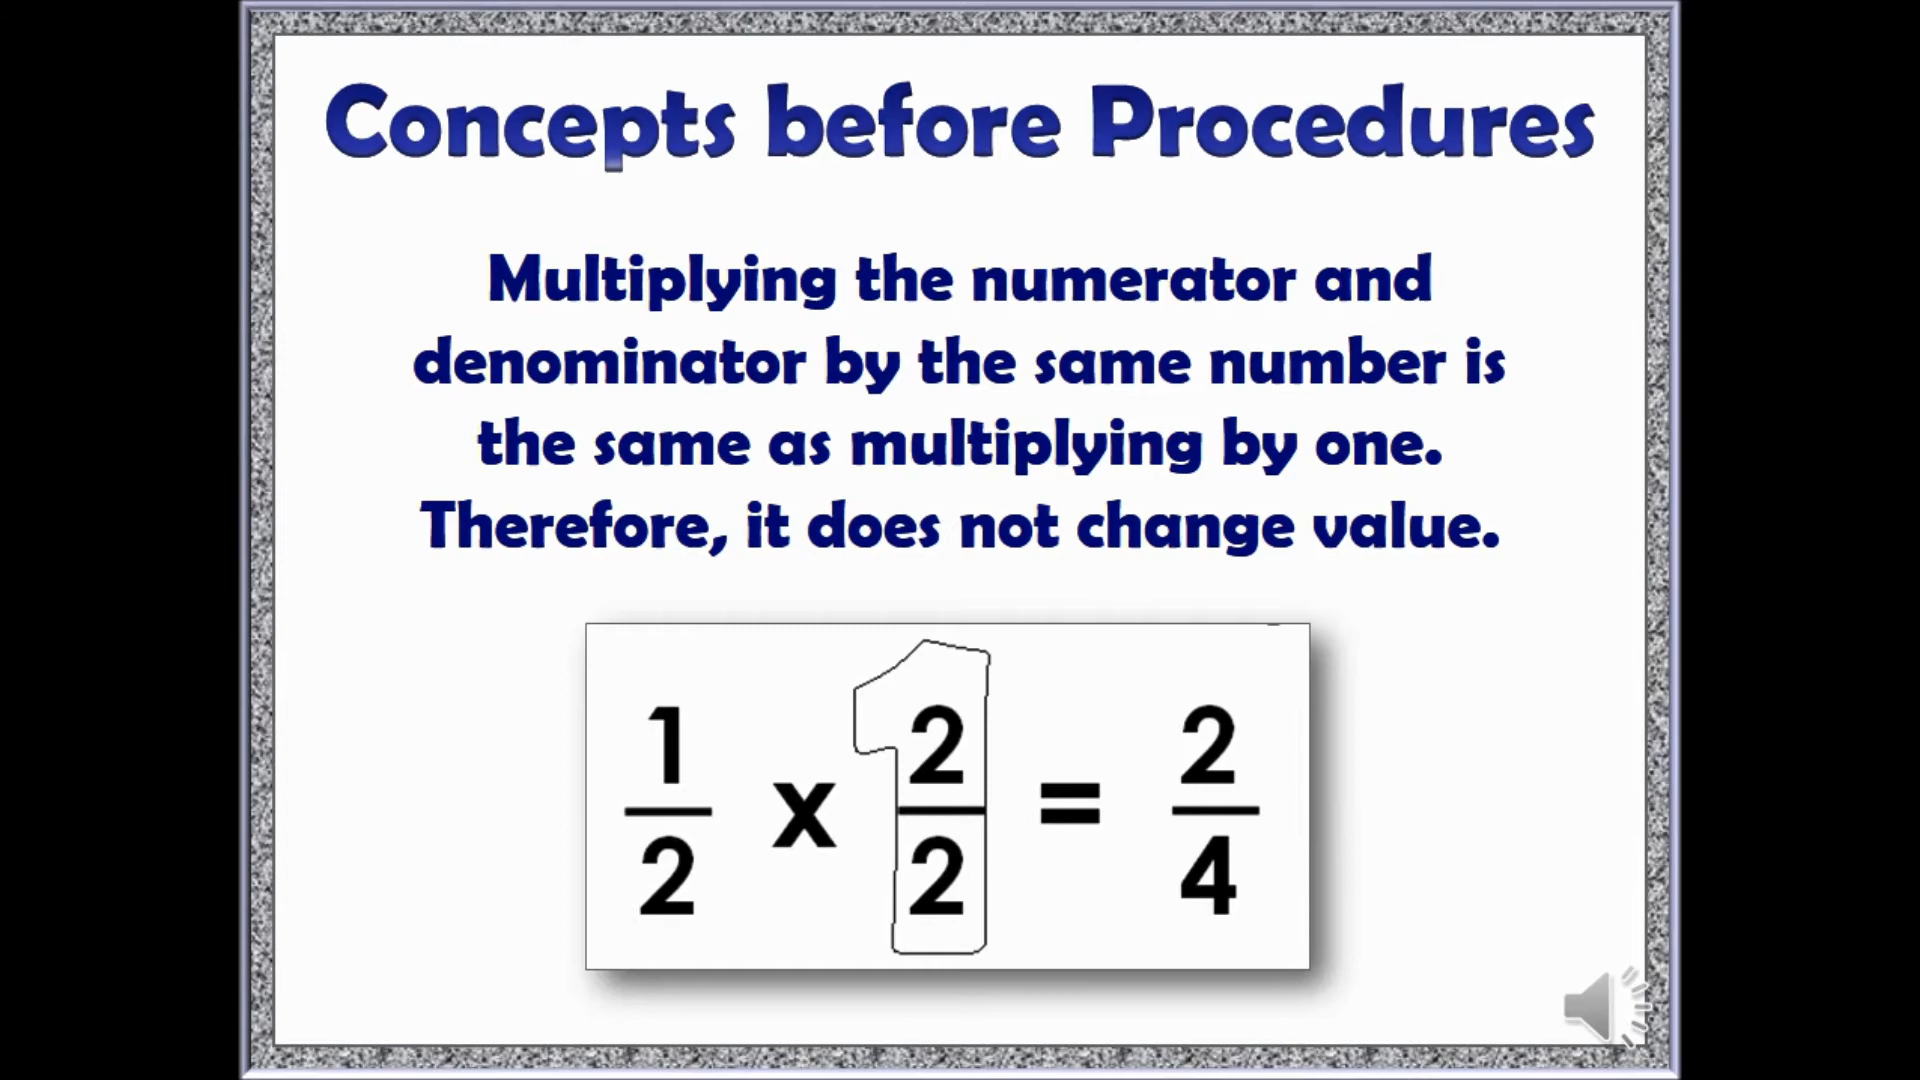 Concepts before Procedures
Multiplying the numerator and
denominator by the same number is
the same as multiplying by one.
Therefore, it does not change value.
1/2 x 2/2 = 2/4